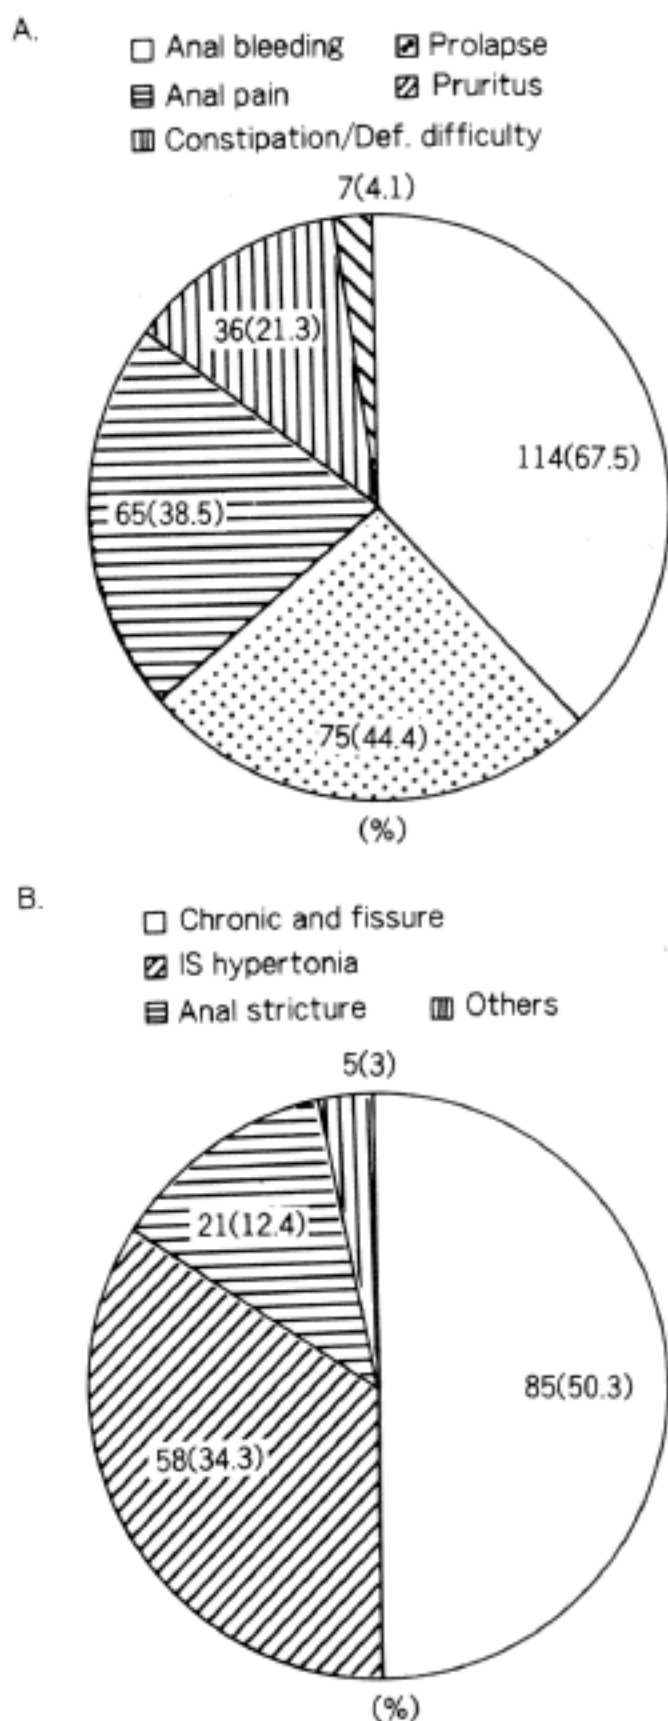 A.
Anal bleeding Prolapse
Anal pain Pruritus
Constipation/Def. difficulty
7(4.1)
36(21.3)
114(67.5)
65(38.5)
75(44.4)
(%)
B.
Chronic and fissure
IS hypertonia
Anal stricture Others
5(3)
21(12.4)
85(50.3)
58(34.3)
(%)